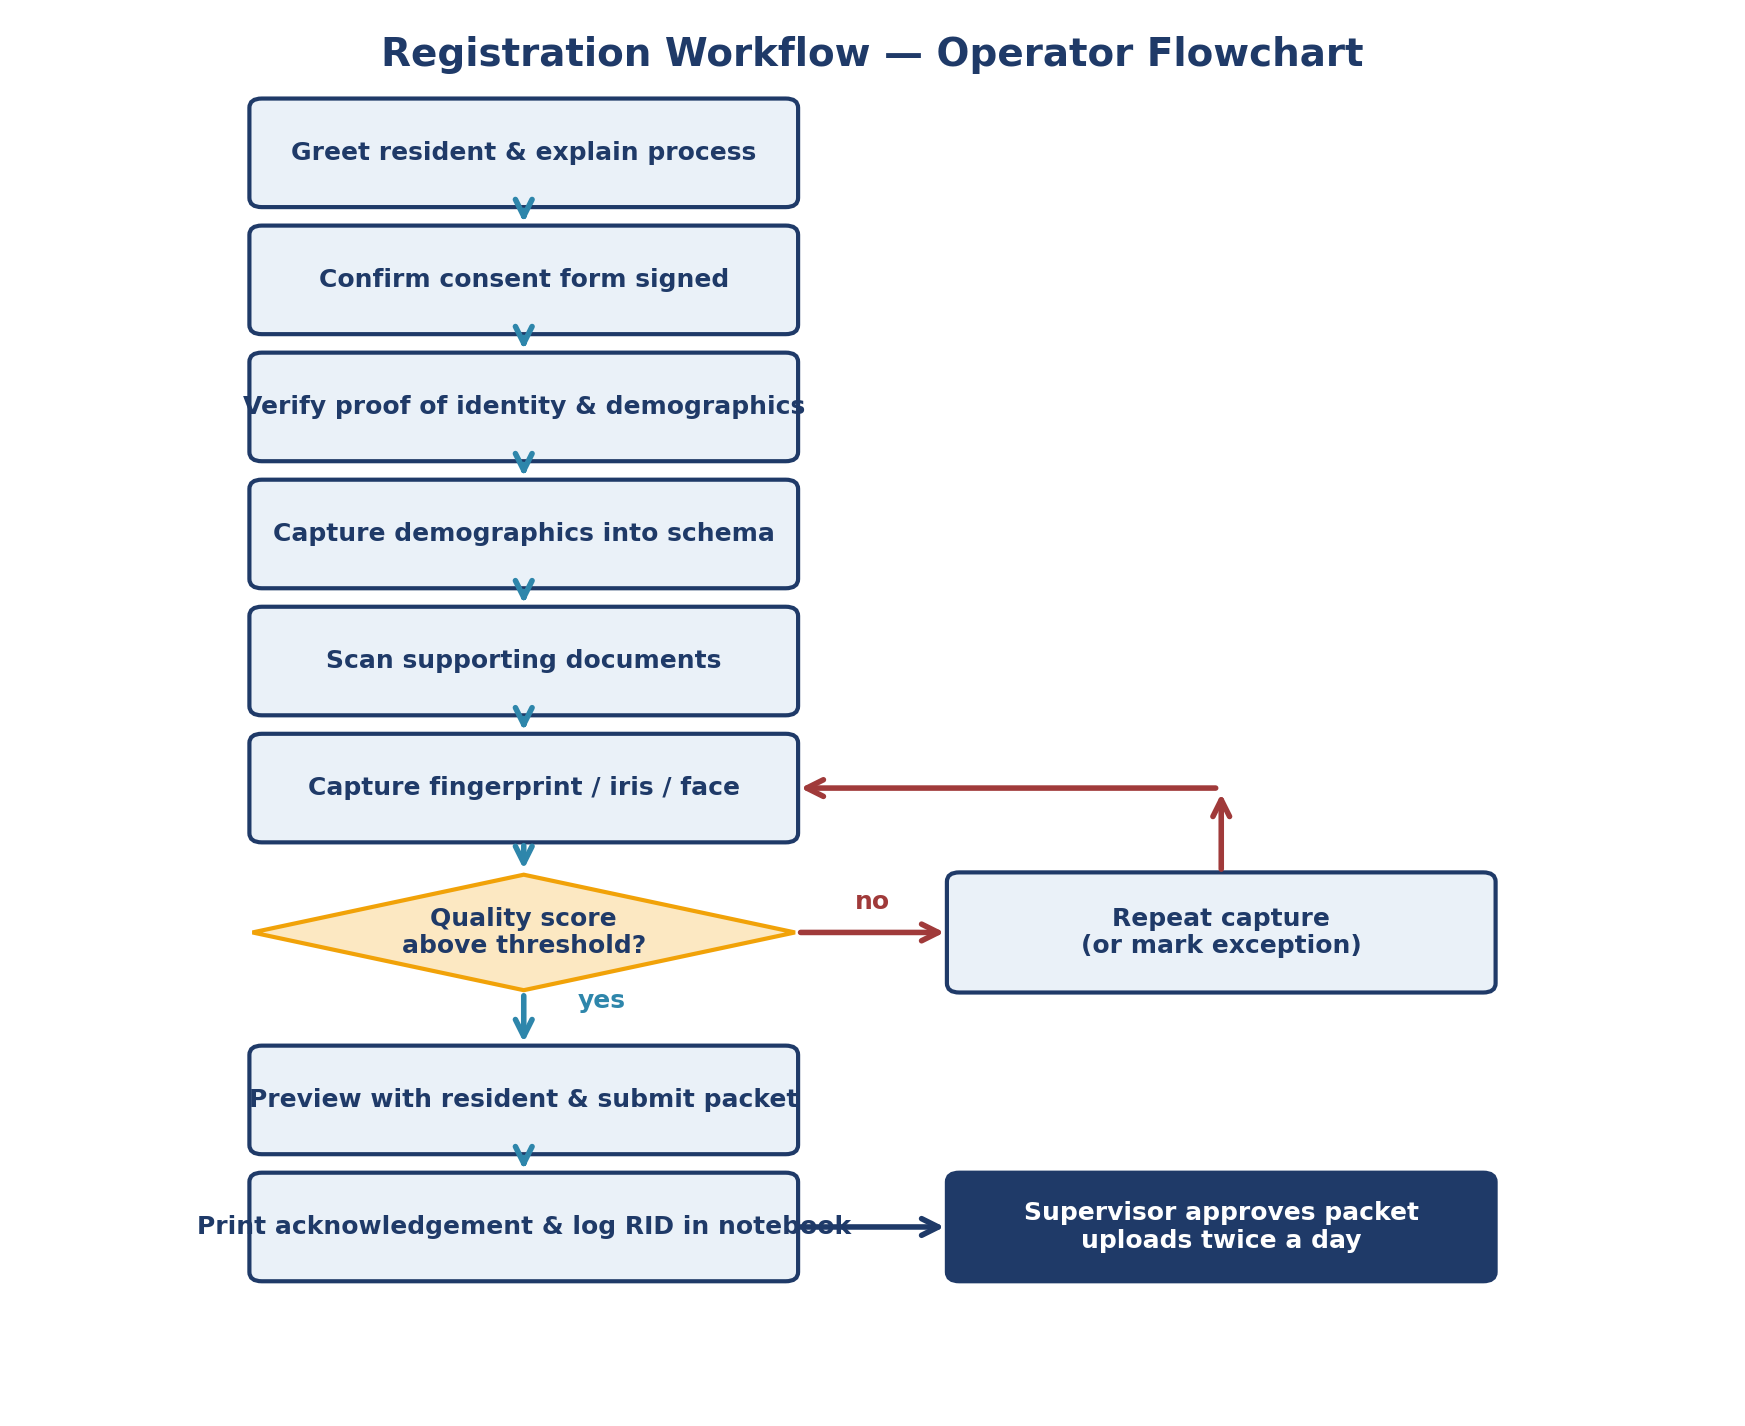 Registration Workflow — Operator Flowchart
Greet resident & explain process
Confirm consent form signed
Verify proof of identity & demographics
Capture demographics into schema
Scan supporting documents
Capture fingerprint / iris / face
Quality score
above threshold?
no
Repeat capture
(or mark exception)
yes
Preview with resident & submit packet
Print acknowledgement & log RID in notebook
Supervisor approves packet
uploads twice a day